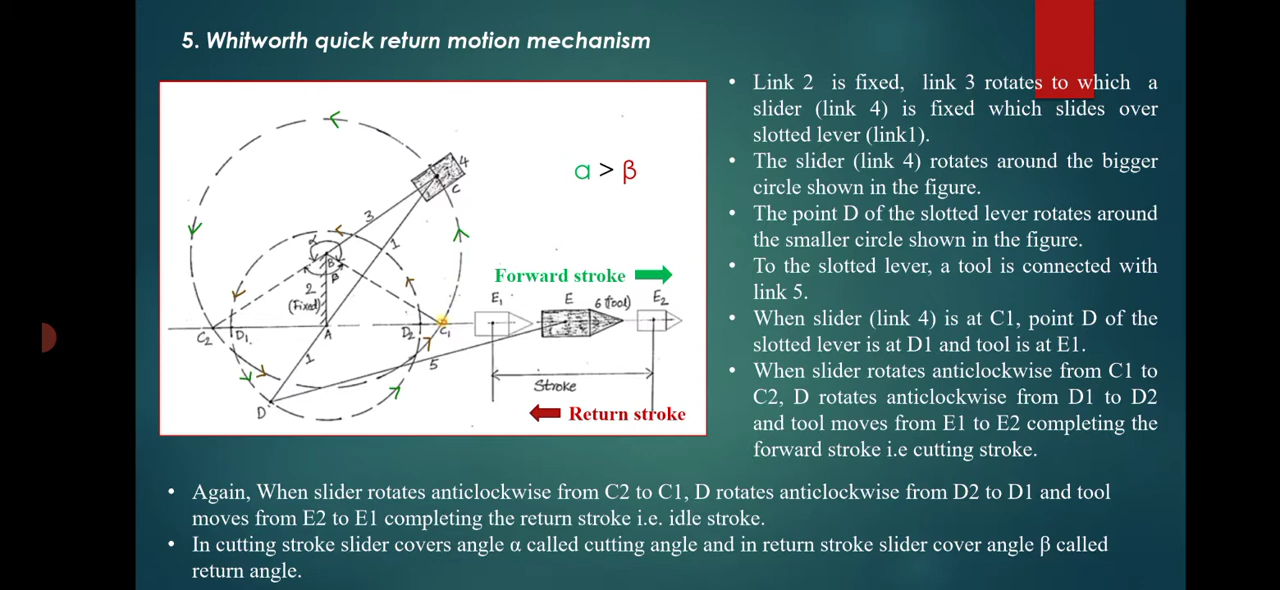 5. Whitworth quick return motion mechanism
4
C
α > β
3
1
α
B
β
2
(Fixed)
Forward stroke
E₁
E
6 (Tool)
E₂
C₂
D₁
A
D₂
C₁
1
5
Stroke
D
Return stroke
• Link 2 is fixed, link 3 rotates to which a
slider (link 4) is fixed which slides over
slotted lever (link1).
• The slider (link 4) rotates around the bigger
circle shown in the figure.
• The point D of the slotted lever rotates around
the smaller circle shown in the figure.
• To the slotted lever, a tool is connected with
link 5.
• When slider (link 4) is at C1, point D of the
slotted lever is at D1 and tool is at E1.
• When slider rotates anticlockwise from C1 to
C2, D rotates anticlockwise from D1 to D2
and tool moves from E1 to E2 completing the
forward stroke i.e cutting stroke.
• Again, When slider rotates anticlockwise from C2 to C1, D rotates anticlockwise from D2 to D1 and tool
moves from E2 to E1 completing the return stroke i.e. idle stroke.
• In cutting stroke slider covers angle α called cutting angle and in return stroke slider cover angle β called
return angle.